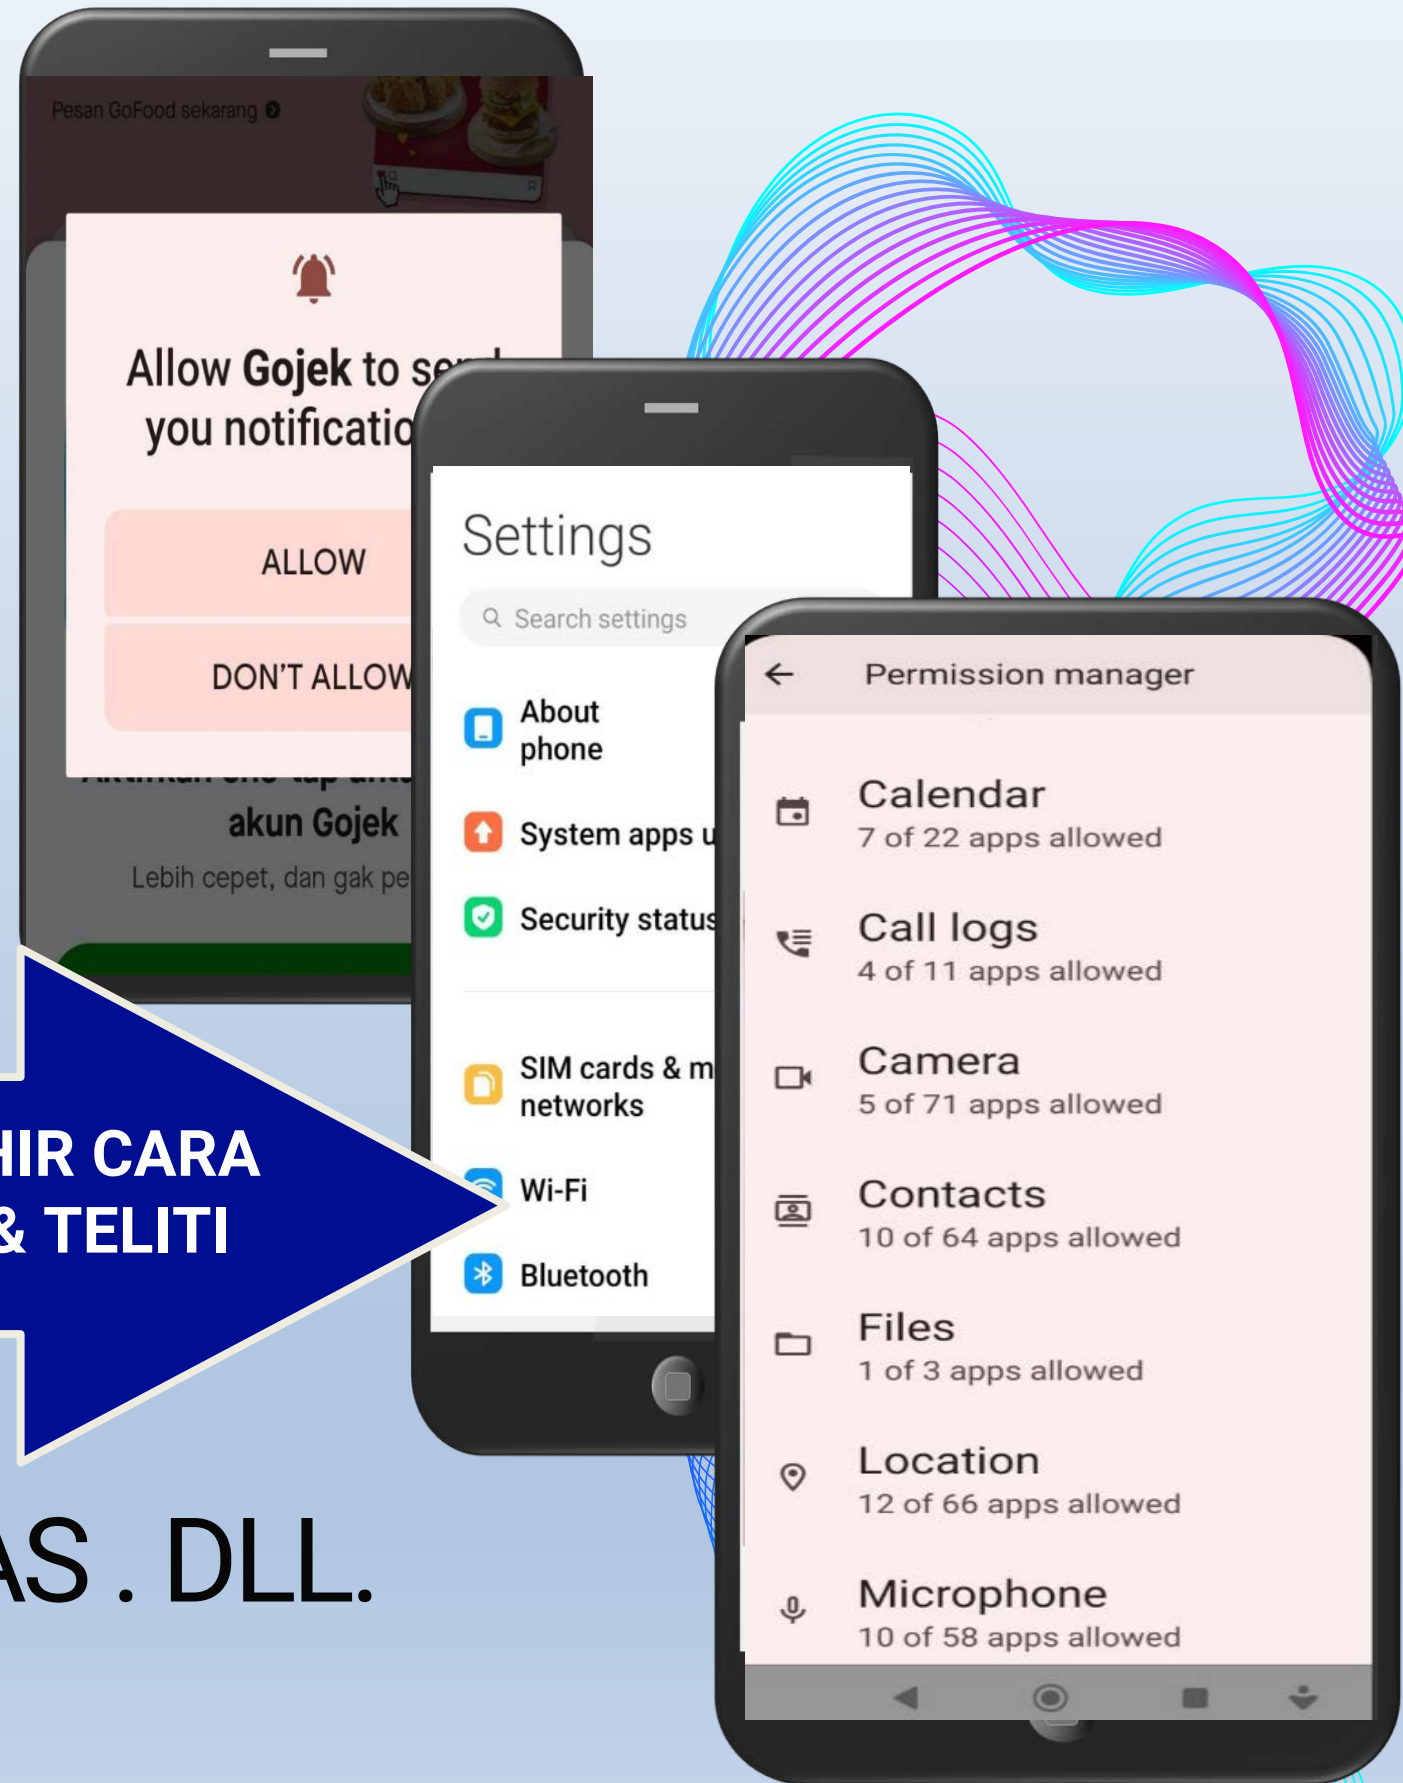 Pesan GoFood sekarang
Allow Gojek to send
you notificatio
ALLOW
DON'T ALLOW
akun Gojek
Lebih cepet, dan gak pe
Settings
Search settings
About
phone
System apps u
Security status
SIM cards & m
networks
Wi-Fi
Bluetooth
Permission manager
Calendar
7 of 22 apps allowed
Call logs
4 of 11 apps allowed
Camera
5 of 71 apps allowed
Contacts
10 of 64 apps allowed
Files
1 of 3 apps allowed
Location
12 of 66 apps allowed
Microphone
10 of 58 apps allowed
HIR CARA
& TELITI
AS . DLL.